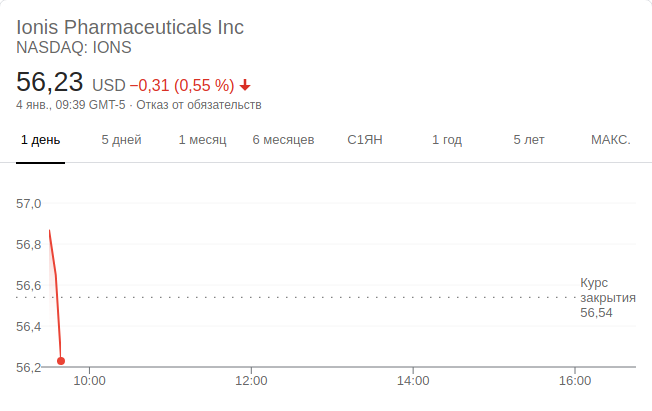 Ionis Pharmaceuticals Inc
NASDAQ: IONS
56,23 USD −0,31 (0,55 %)
4 янв., 09:39 GMT-5 · Отказ от обязательств
1 день 5 дней 1 месяц 6 месяцев С1ЯН 1 год 5 лет МАКС.
57,0
56,8
56,6
56,4
56,2
Курс
закрытия
56,54
10:00 12:00 14:00 16:00